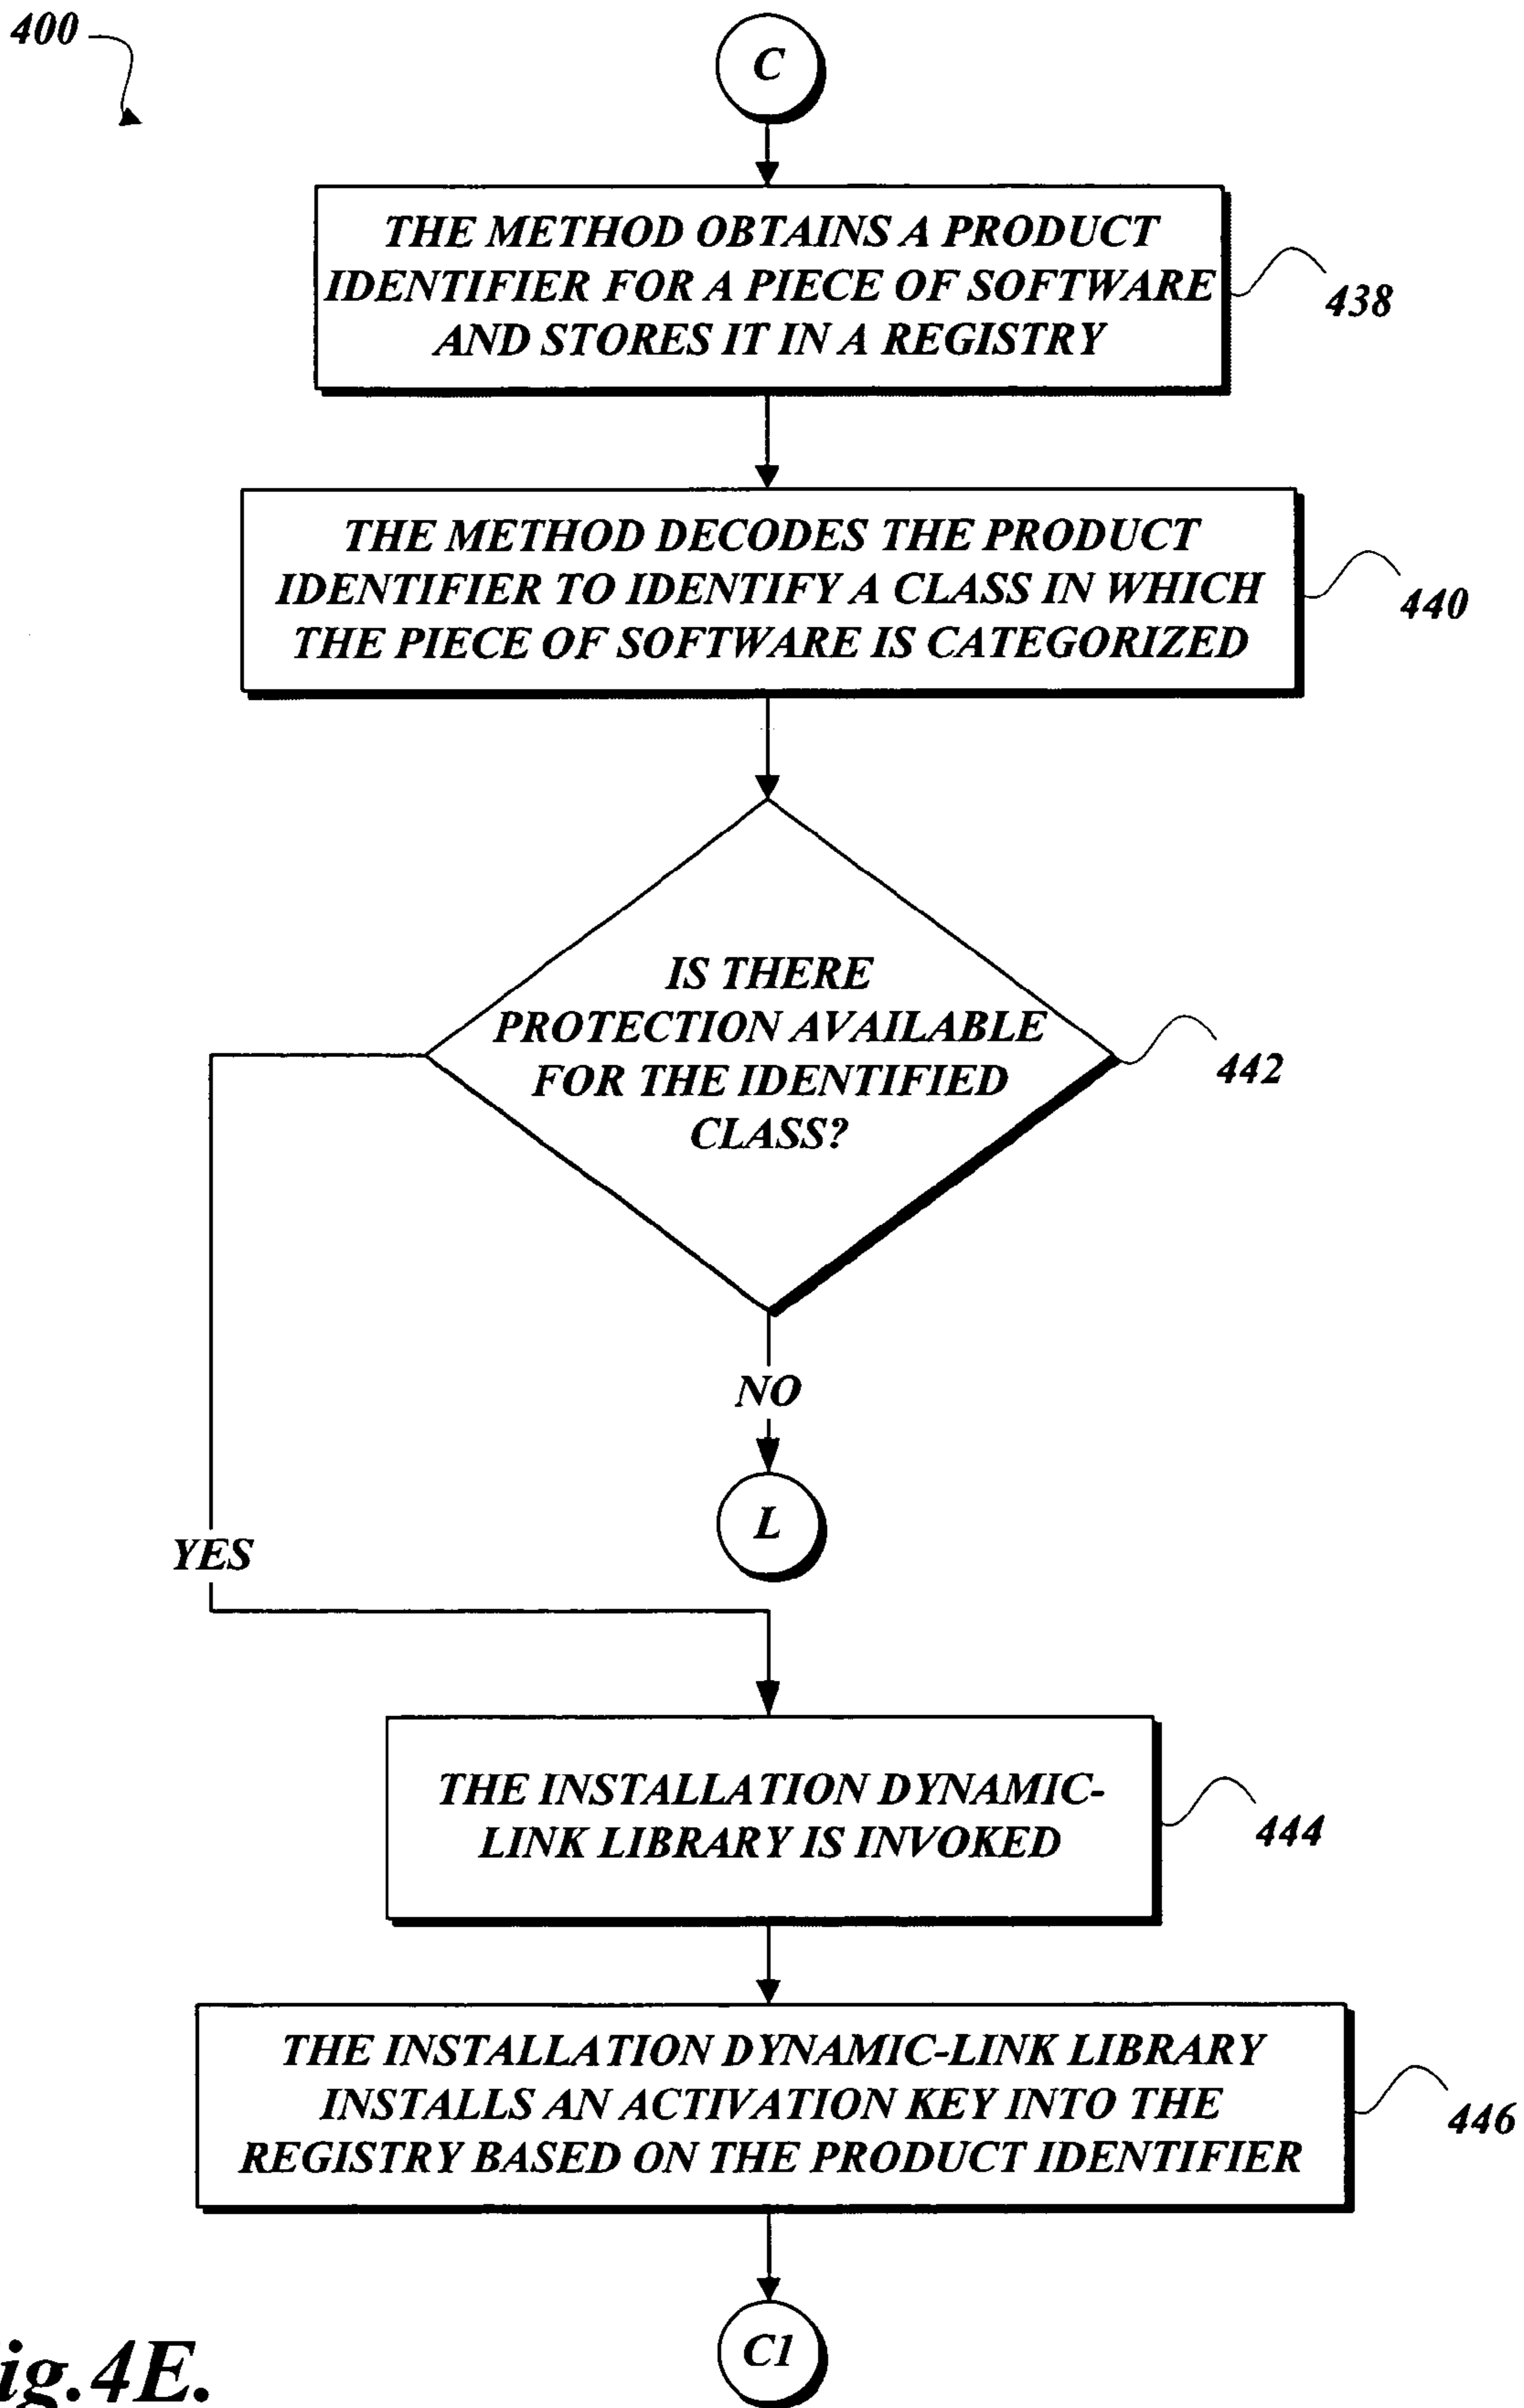 400
C
THE METHOD OBTAINS A PRODUCT
IDENTIFIER FOR A PIECE OF SOFTWARE
AND STORES IT IN A REGISTRY
438
THE METHOD DECODES THE PRODUCT
IDENTIFIER TO IDENTIFY A CLASS IN WHICH
THE PIECE OF SOFTWARE IS CATEGORIZED
440
IS THERE
PROTECTION AVAILABLE
FOR THE IDENTIFIED
CLASS?
442
NO
L
YES
THE INSTALLATION DYNAMIC-
LINK LIBRARY IS INVOKED
444
THE INSTALLATION DYNAMIC-LINK LIBRARY
INSTALLS AN ACTIVATION KEY INTO THE
REGISTRY BASED ON THE PRODUCT IDENTIFIER
446
C1
ig.4E.